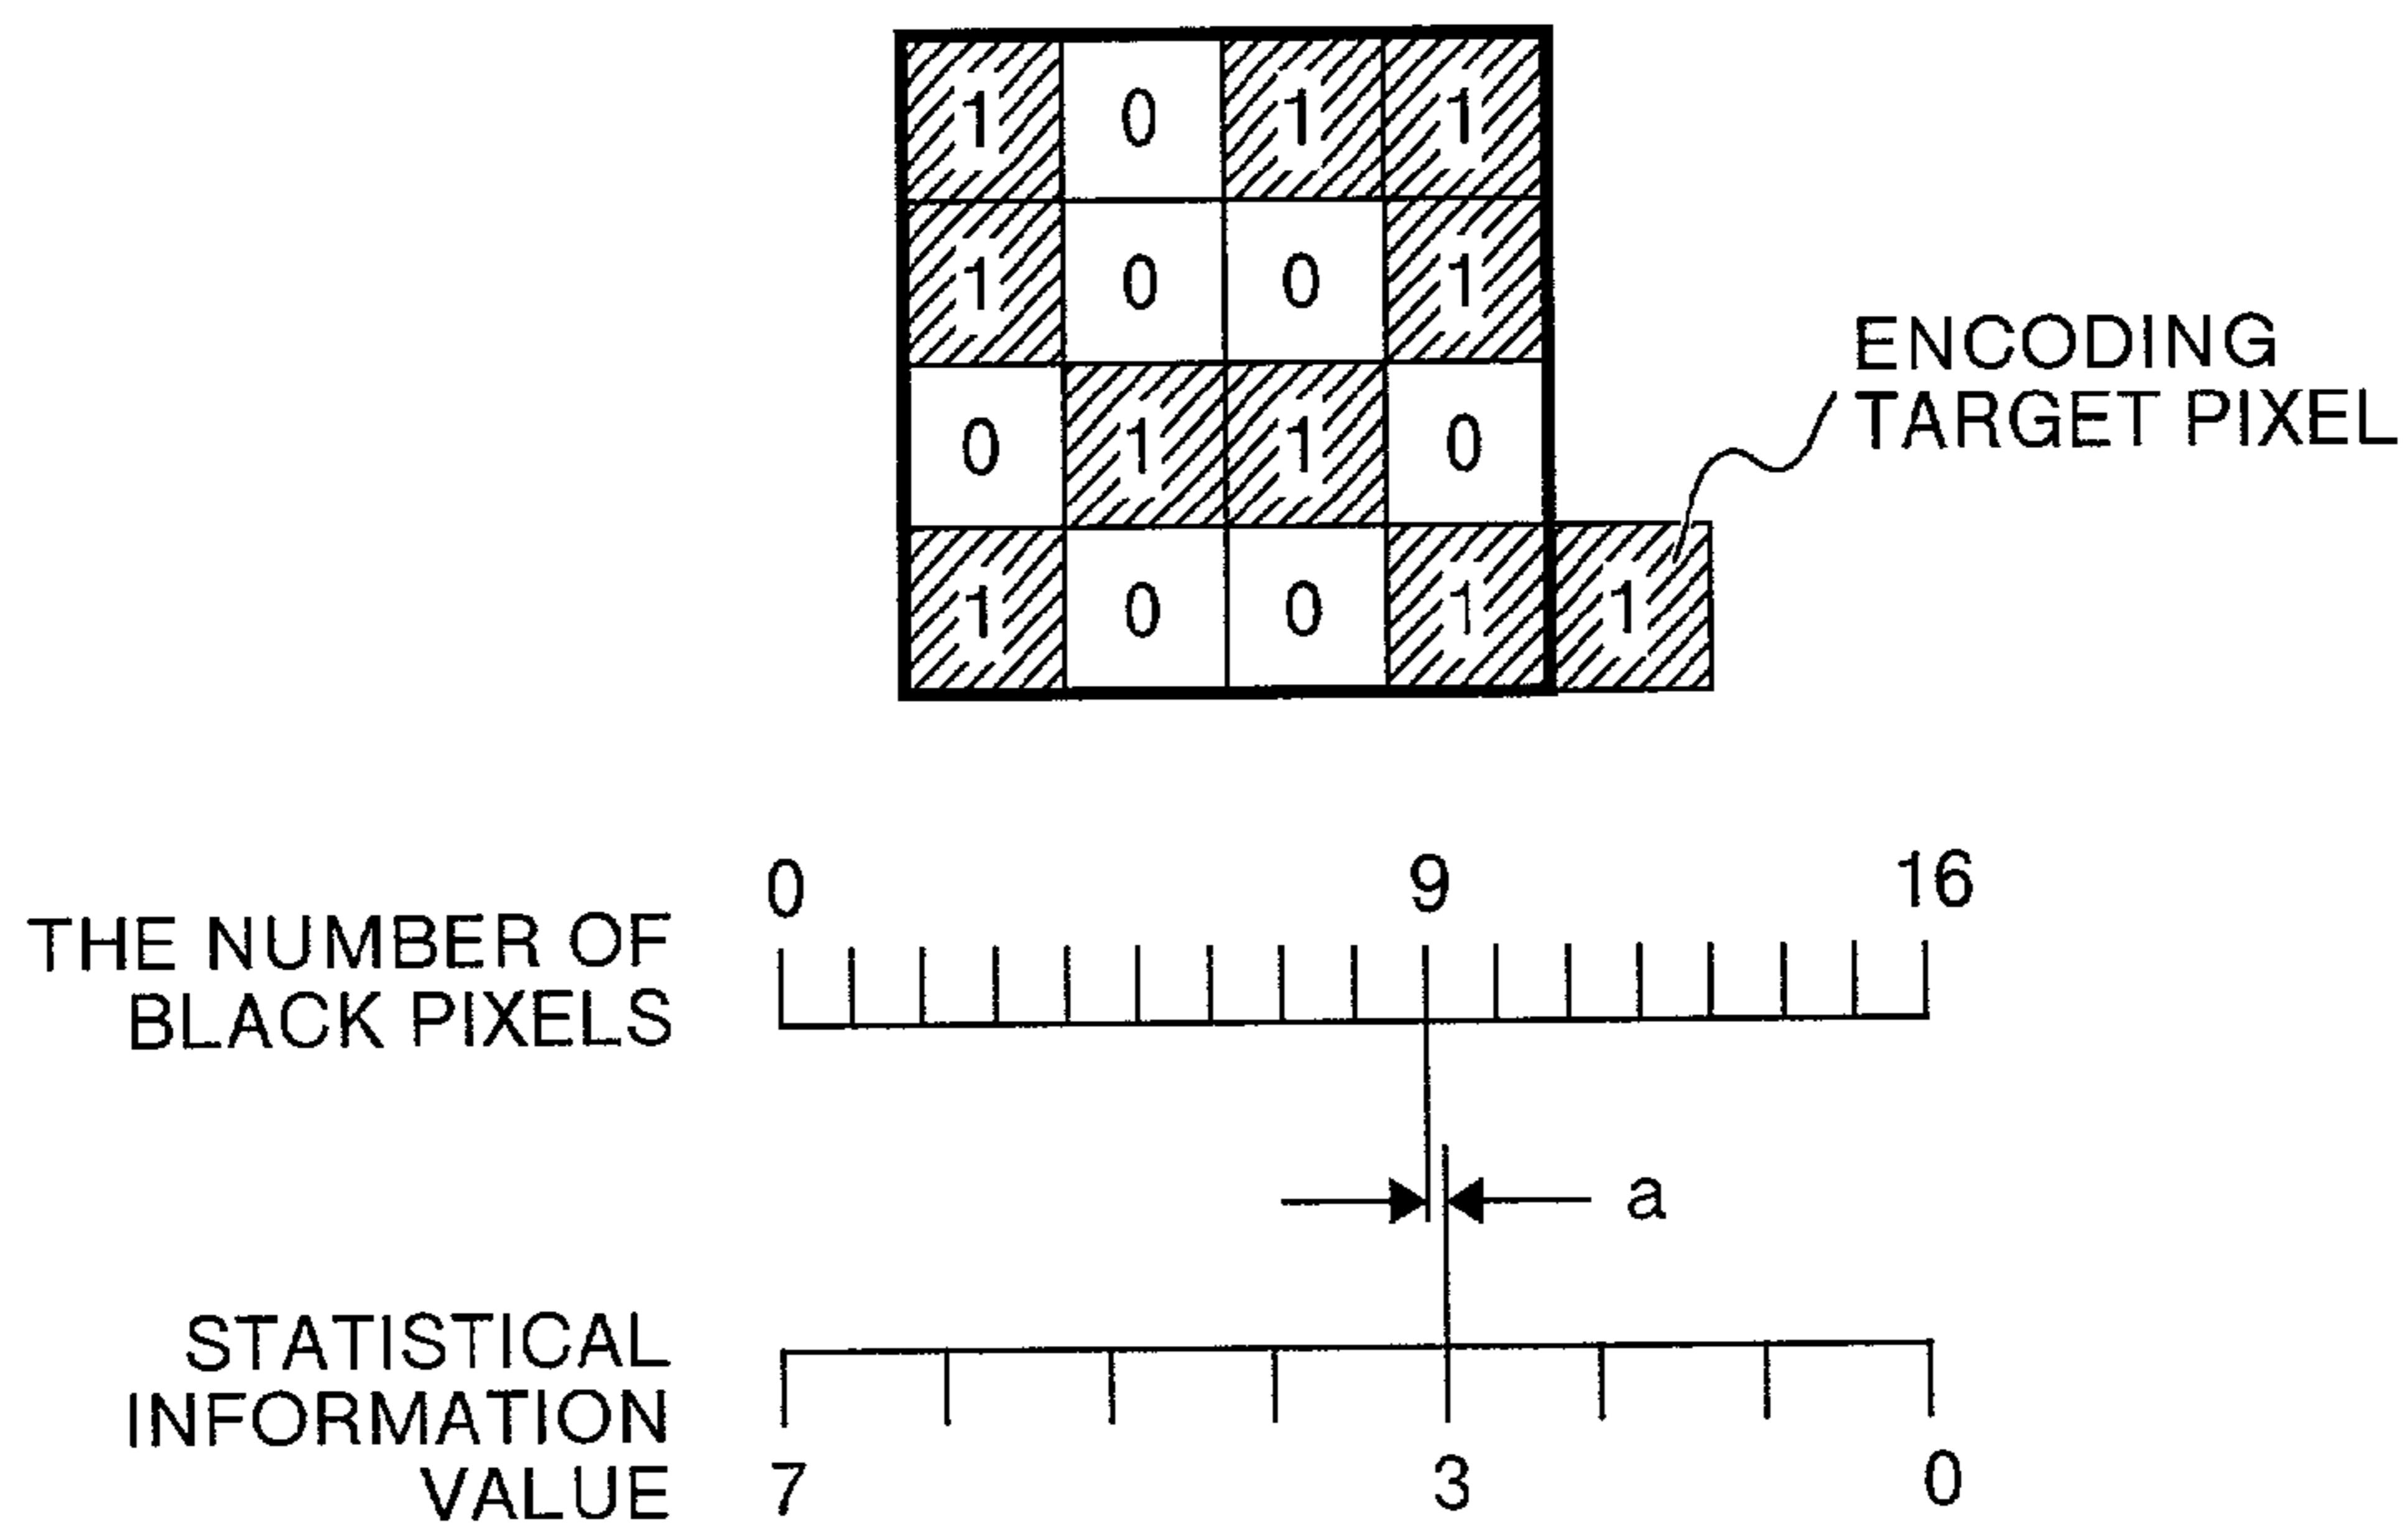 1 0 1 1
1 0 0 1
ENCODING
TARGET PIXEL
0 1 1 0
1 0 0 1 1
0 9 16
THE NUMBER OF
BLACK PIXELS
a
STATISTICAL
INFORMATION
VALUE
7 3 0